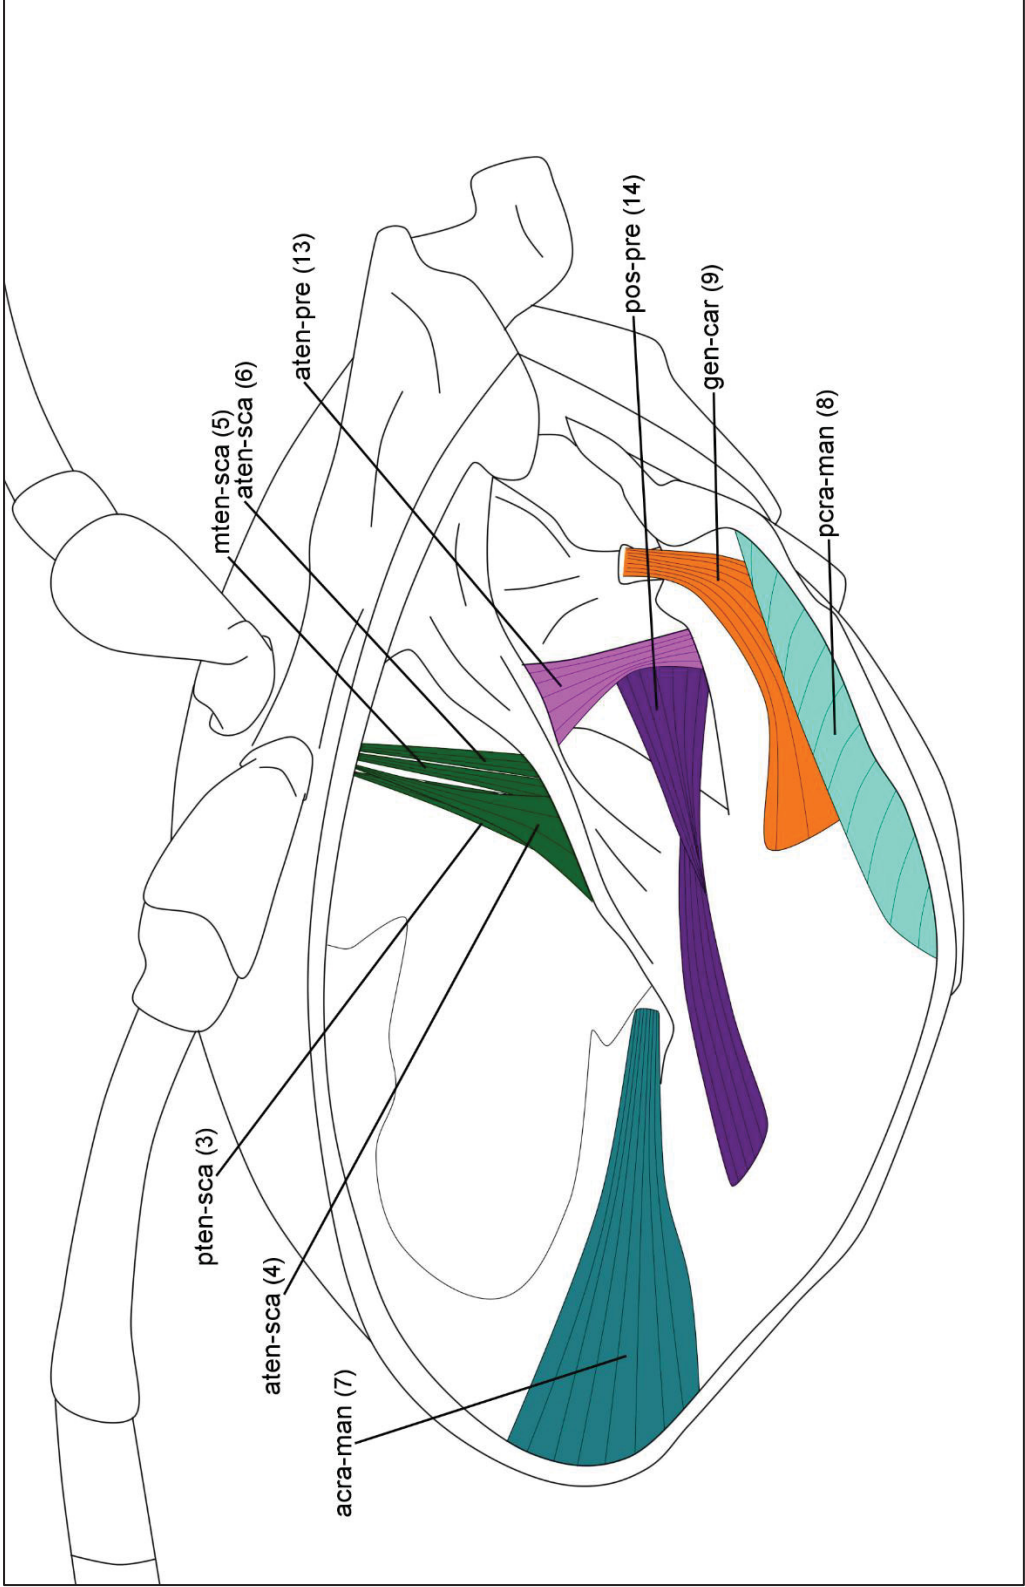 mten-sca (5)
aten-sca (6)
aten-pre (13)
pos-pre (14)
gen-car (9)
pcra-man (8)
pten-sca (3)
aten-sca (4)
acra-man (7)